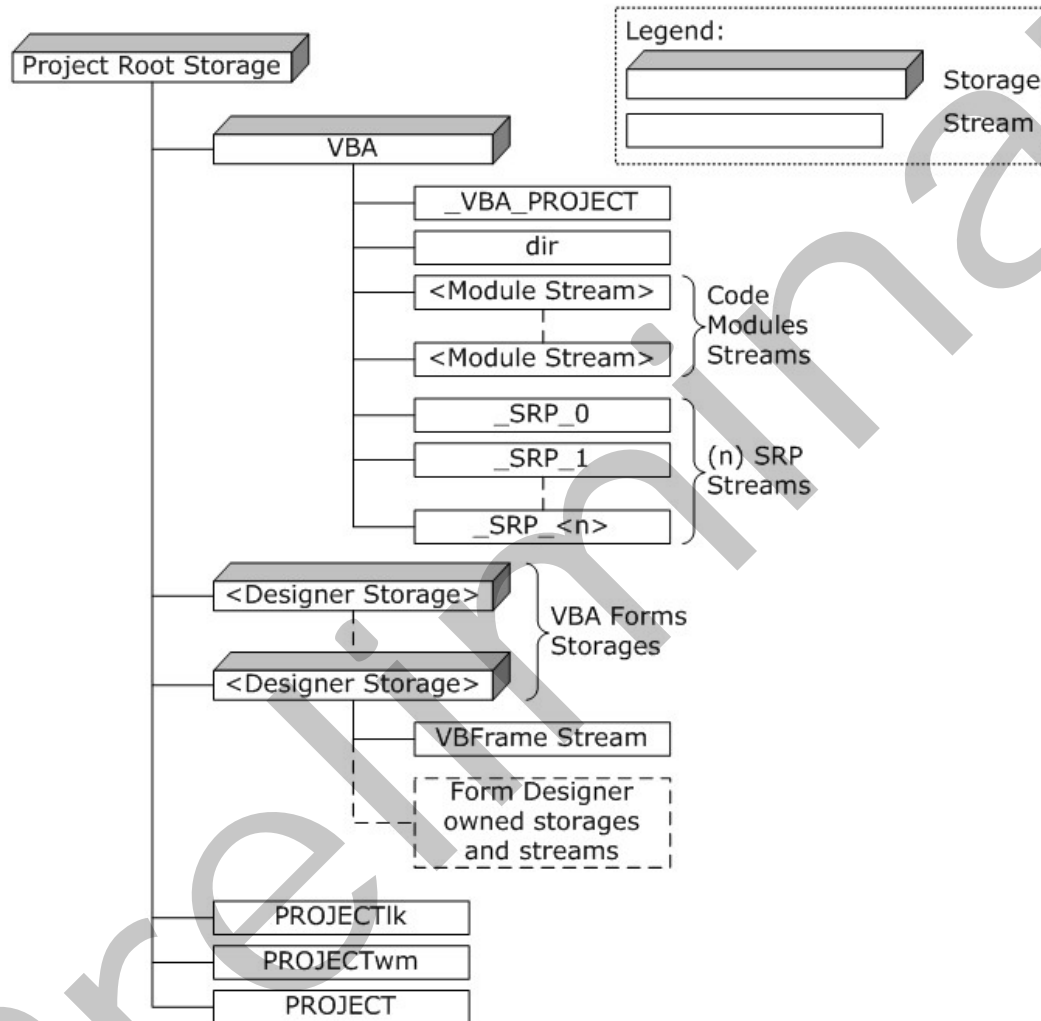 Legend:
Storage
Stream
Project Root Storage
VBA
_VBA_PROJECT
dir
<Module Stream>
<Module Stream>
Code
Modules
Streams
_SRP_0
_SRP_1
_SRP_<n>
(n) SRP
Streams
<Designer Storage>
<Designer Storage>
VBA Forms
Storages
VBFrame Stream
Form Designer
owned storages
and streams
PROJECTlk
PROJECTwm
PROJECT
relimina